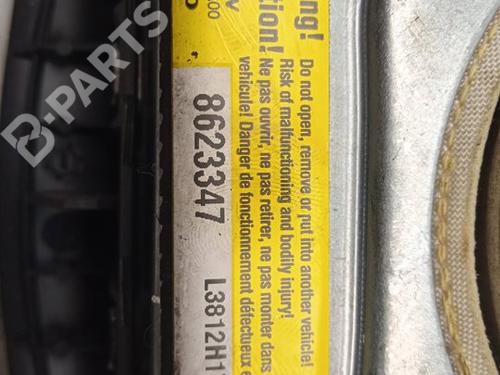 B-PARTS
ng!
tion!
Do not open, remove or put into another vehicle!
Risk of malfunctioning and bodily injury!
Ne pas ouvrir, ne pas retirer, ne pas monter dans
vehicule! Danger de fonctionnement défectueux e
8623347 L3812H1